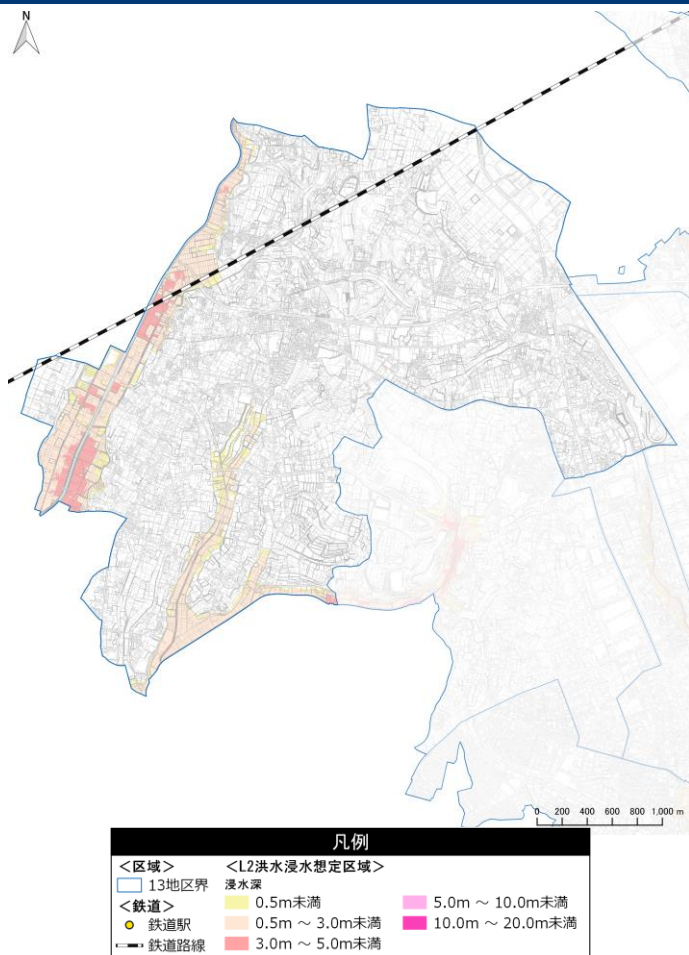 N
0 200 400 600 800 1,000 m
凡例
＜区域＞
13地区界
＜鉄道＞
鉄道駅
鉄道路線
＜L2洪水浸水想定区域＞
浸水深
0.5m未満
0.5m ～ 3.0m未満
3.0m ～ 5.0m未満
5.0m ～ 10.0m未満
10.0m ～ 20.0m未満